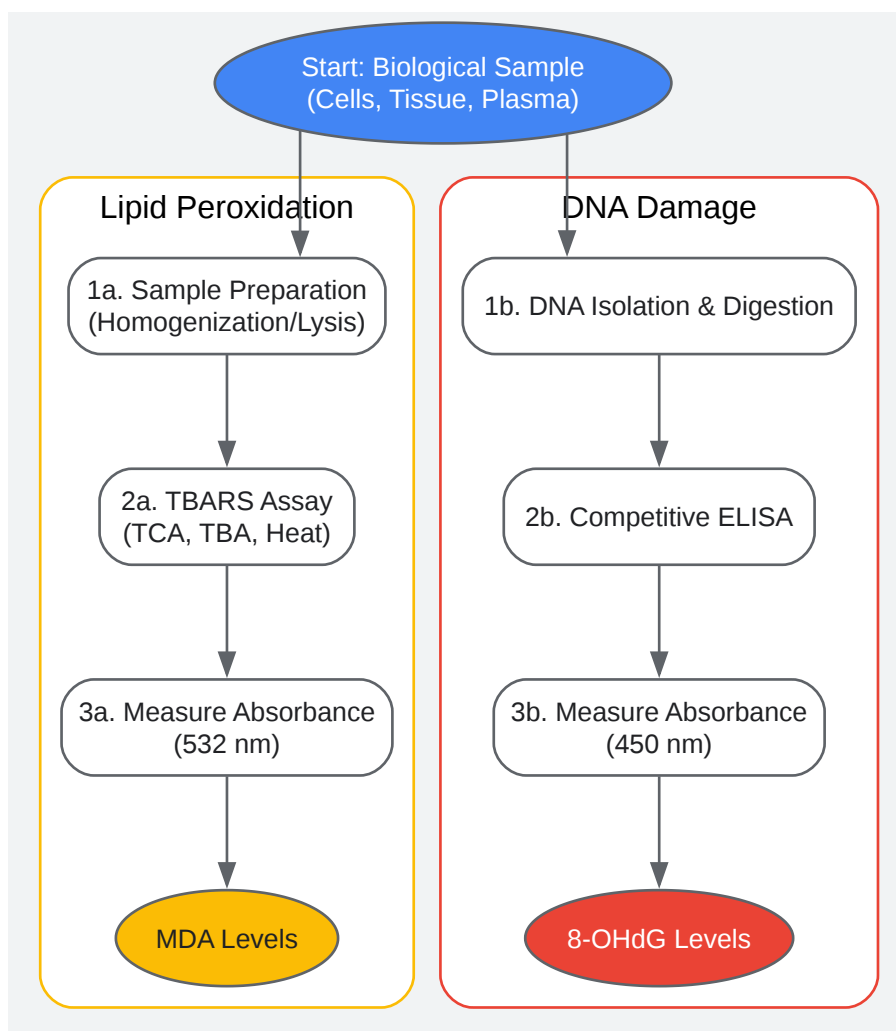 Start: Biological Sample
(Cells, Tissue, Plasma)
Lipid Peroxidation
1a. Sample Preparation
(Homogenization/Lysis)
2a. TBARS Assay
(TCA, TBA, Heat)
3a. Measure Absorbance
(532 nm)
MDA Levels
DNA Damage
1b. DNA Isolation & Digestion
2b. Competitive ELISA
3b. Measure Absorbance
(450 nm)
8-OHdG Levels